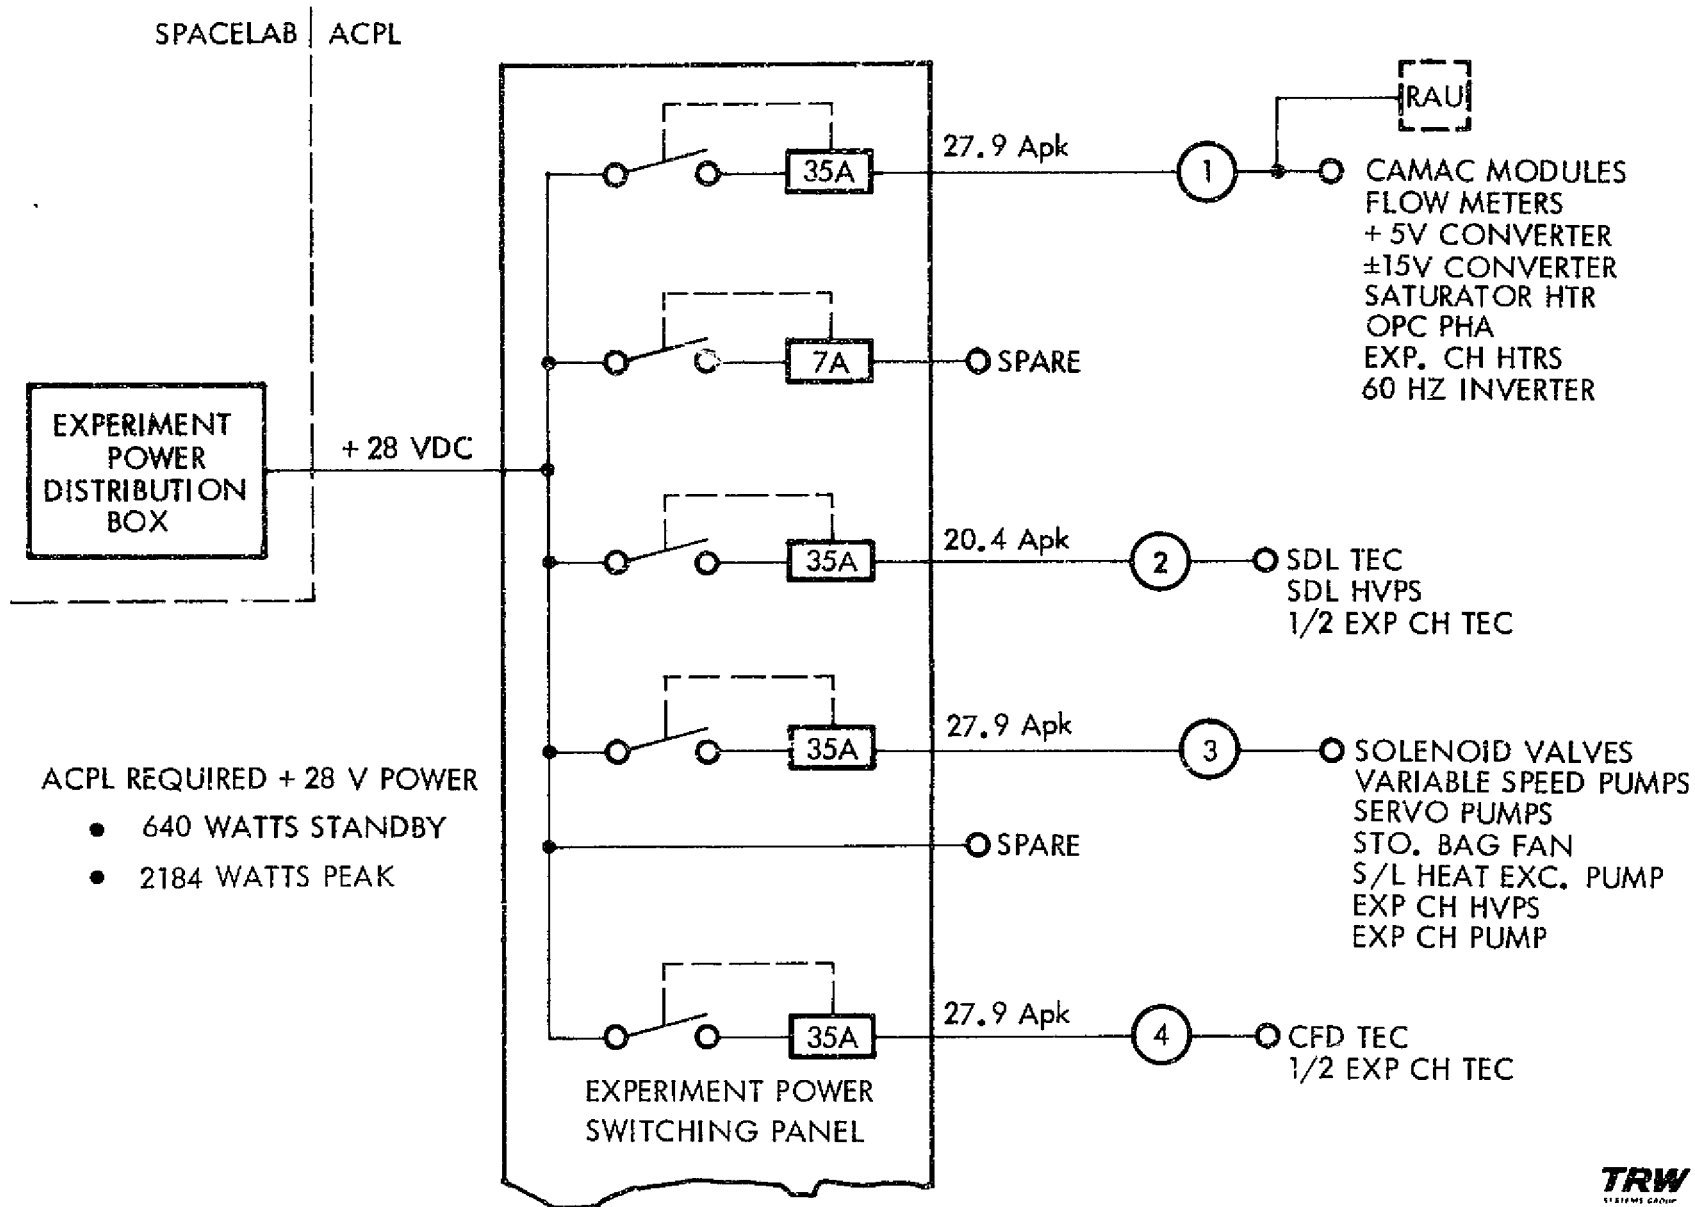 SPACELAB ACPL
27.9 Apk
35A
1
RAU
CAMAC MODULES
FLOW METERS
+ 5V CONVERTER
±15V CONVERTER
SATURATOR HTR
OPC PHA
EXP. CH HTRS
60 HZ INVERTER
7A
SPARE
EXPERIMENT
POWER
DISTRIBUTION
BOX
+ 28 VDC
35A
20.4 Apk
2
SDL TEC
SDL HVPS
1/2 EXP CH TEC
35A
27.9 Apk
3
SOLENOID VALVES
VARIABLE SPEED PUMPS
SERVO PUMPS
STO. BAG FAN
S/L HEAT EXC. PUMP
EXP CH HVPS
EXP CH PUMP
ACPL REQUIRED + 28 V POWER
• 640 WATTS STANDBY
• 2184 WATTS PEAK
SPARE
35A
27.9 Apk
4
CFD TEC
1/2 EXP CH TEC
EXPERIMENT POWER
SWITCHING PANEL
TRW
SYSTEMS GROUP